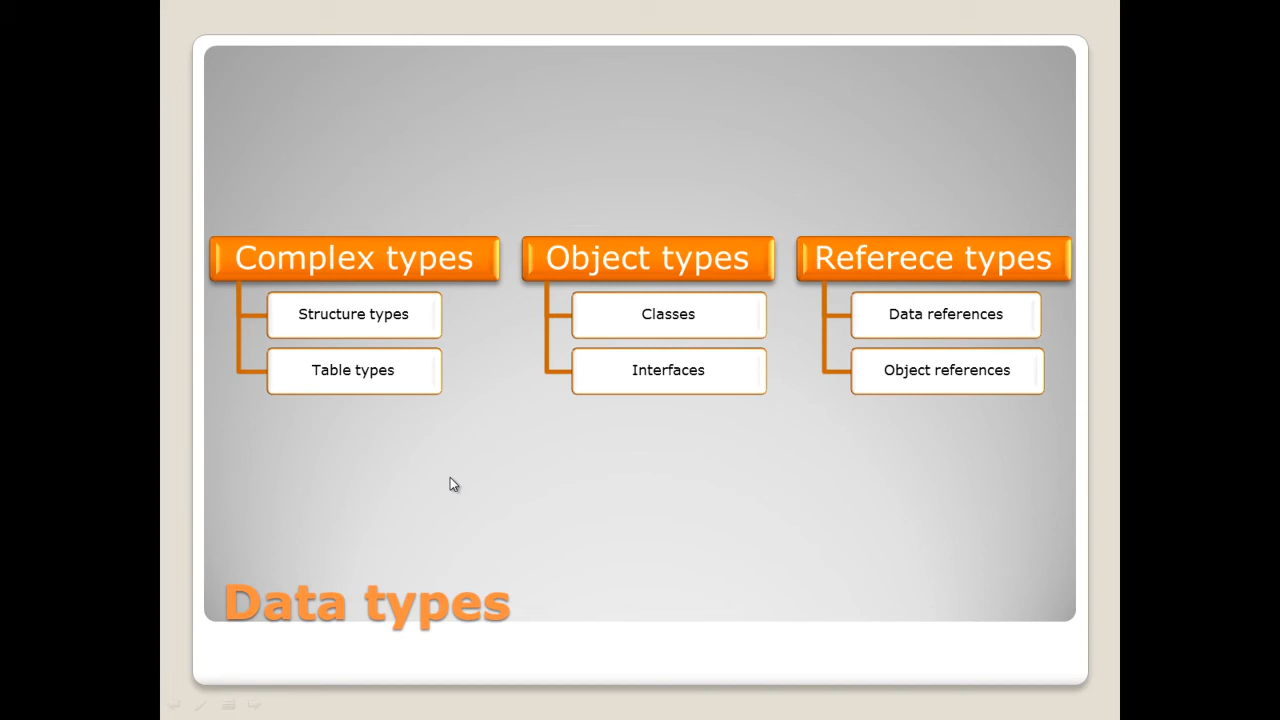 Complex types
Structure types
Table types
Object types
Classes
Interfaces
Referece types
Data references
Object references
Data types